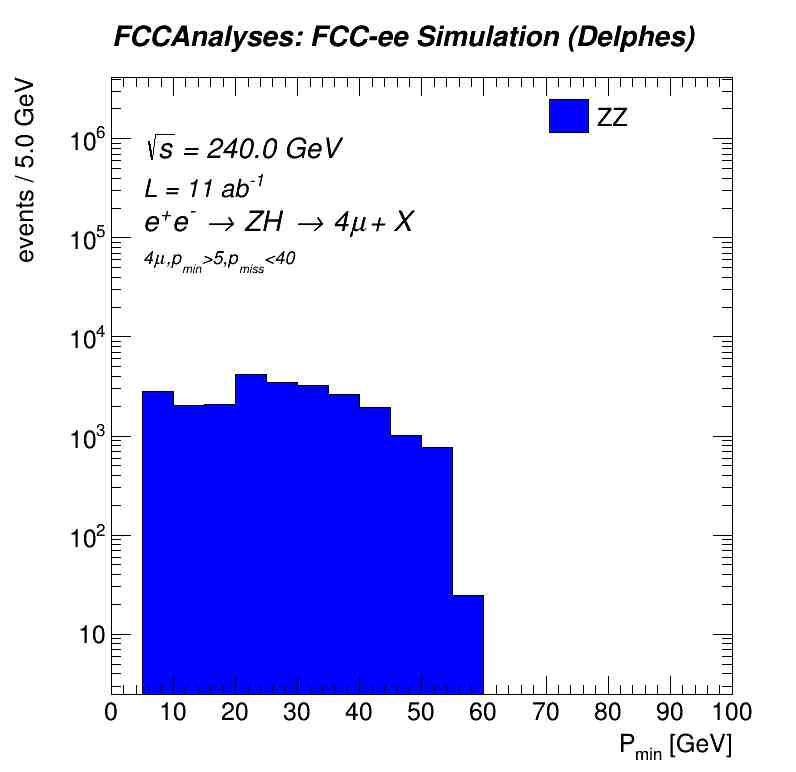 FCCAnalyses: FCC-ee Simulation (Delphes)
events / 5.0 GeV
ZZ
√s = 240.0 GeV
L = 11 ab⁻¹
e⁺e⁻ → ZH → 4μ + X
4μ,p_min>5,p_miss<40
10⁶
10⁵
10⁴
10³
10²
10
0 10 20 30 40 50 60 70 80 90 100
P_min [GeV]